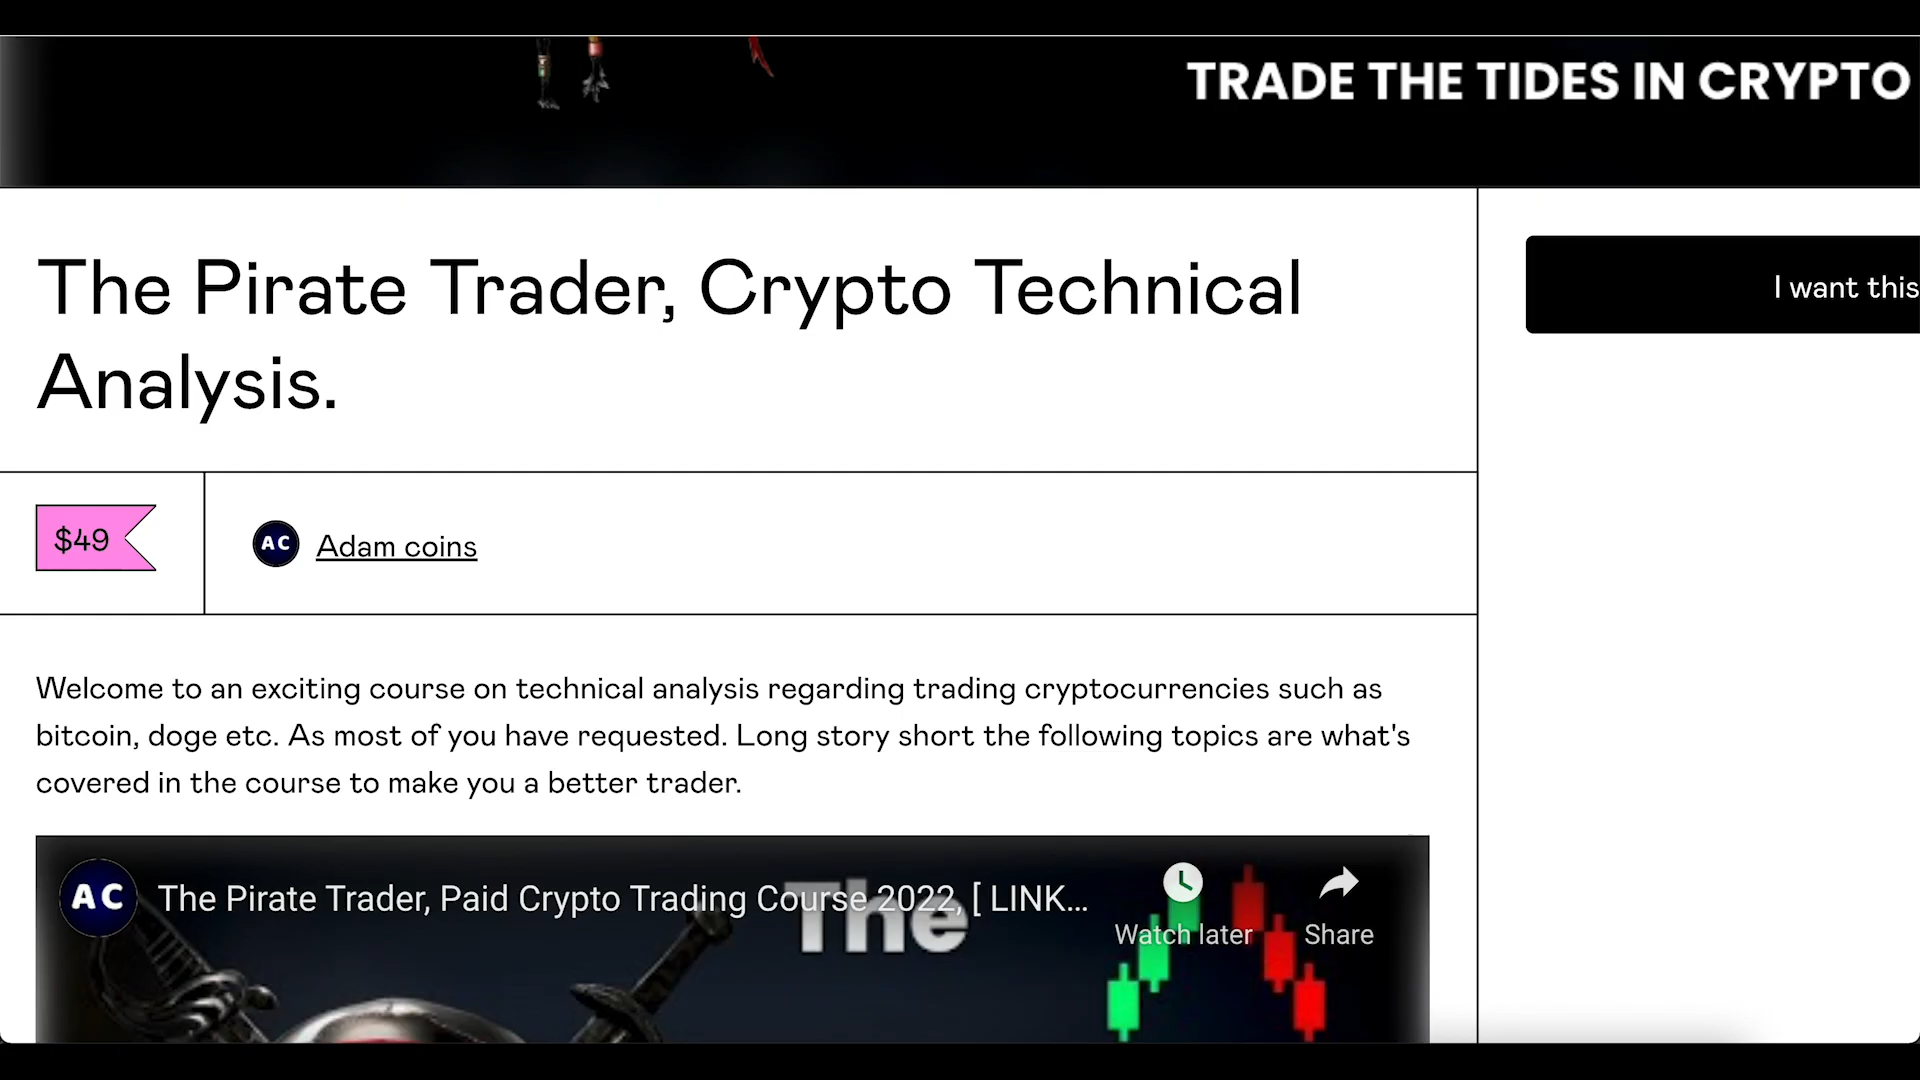 TRADE THE TIDES IN CRYPTO
The Pirate Trader, Crypto Technical
Analysis.
I want this
$49
AC
Adam coins
Welcome to an exciting course on technical analysis regarding trading cryptocurrencies such as
bitcoin, doge etc. As most of you have requested. Long story short the following topics are what's
covered in the course to make you a better trader.
AC
The Pirate Trader, Paid Crypto Trading Course 2022, [ LINK...
The
Watch later
Share